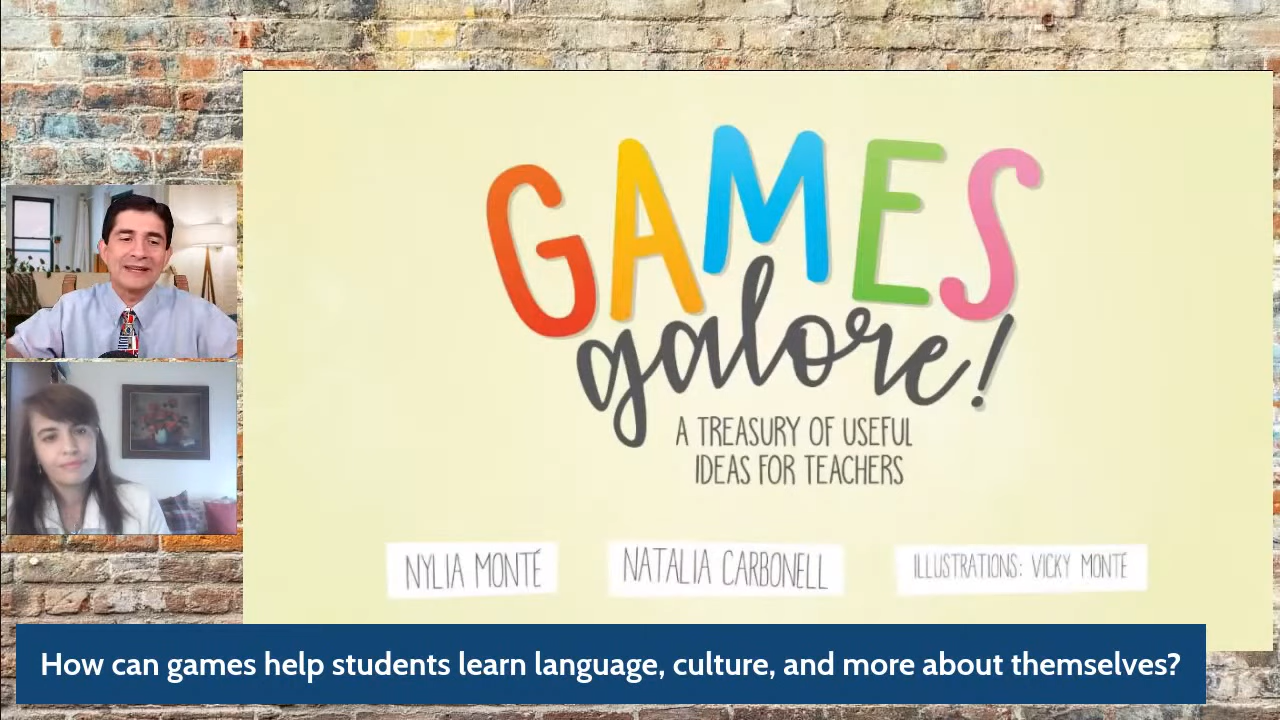 GAMES
galore!
A TREASURY OF USEFUL
IDEAS FOR TEACHERS
NYLIA MONTÉ
NATALIA CARBONELL
ILLUSTRATIONS: VICKY MONTÉ
How can games help students learn language, culture, and more about themselves?